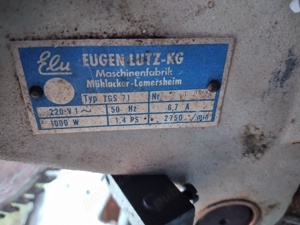 Elu EUGEN LUTZ-KG
Maschinenfabrik
Mühlacker-Lomersheim
Typ TGS 71 Nr
220 V 1~ 50 Hz 6,7 A
1000 W 1,4 PS 2750 /min